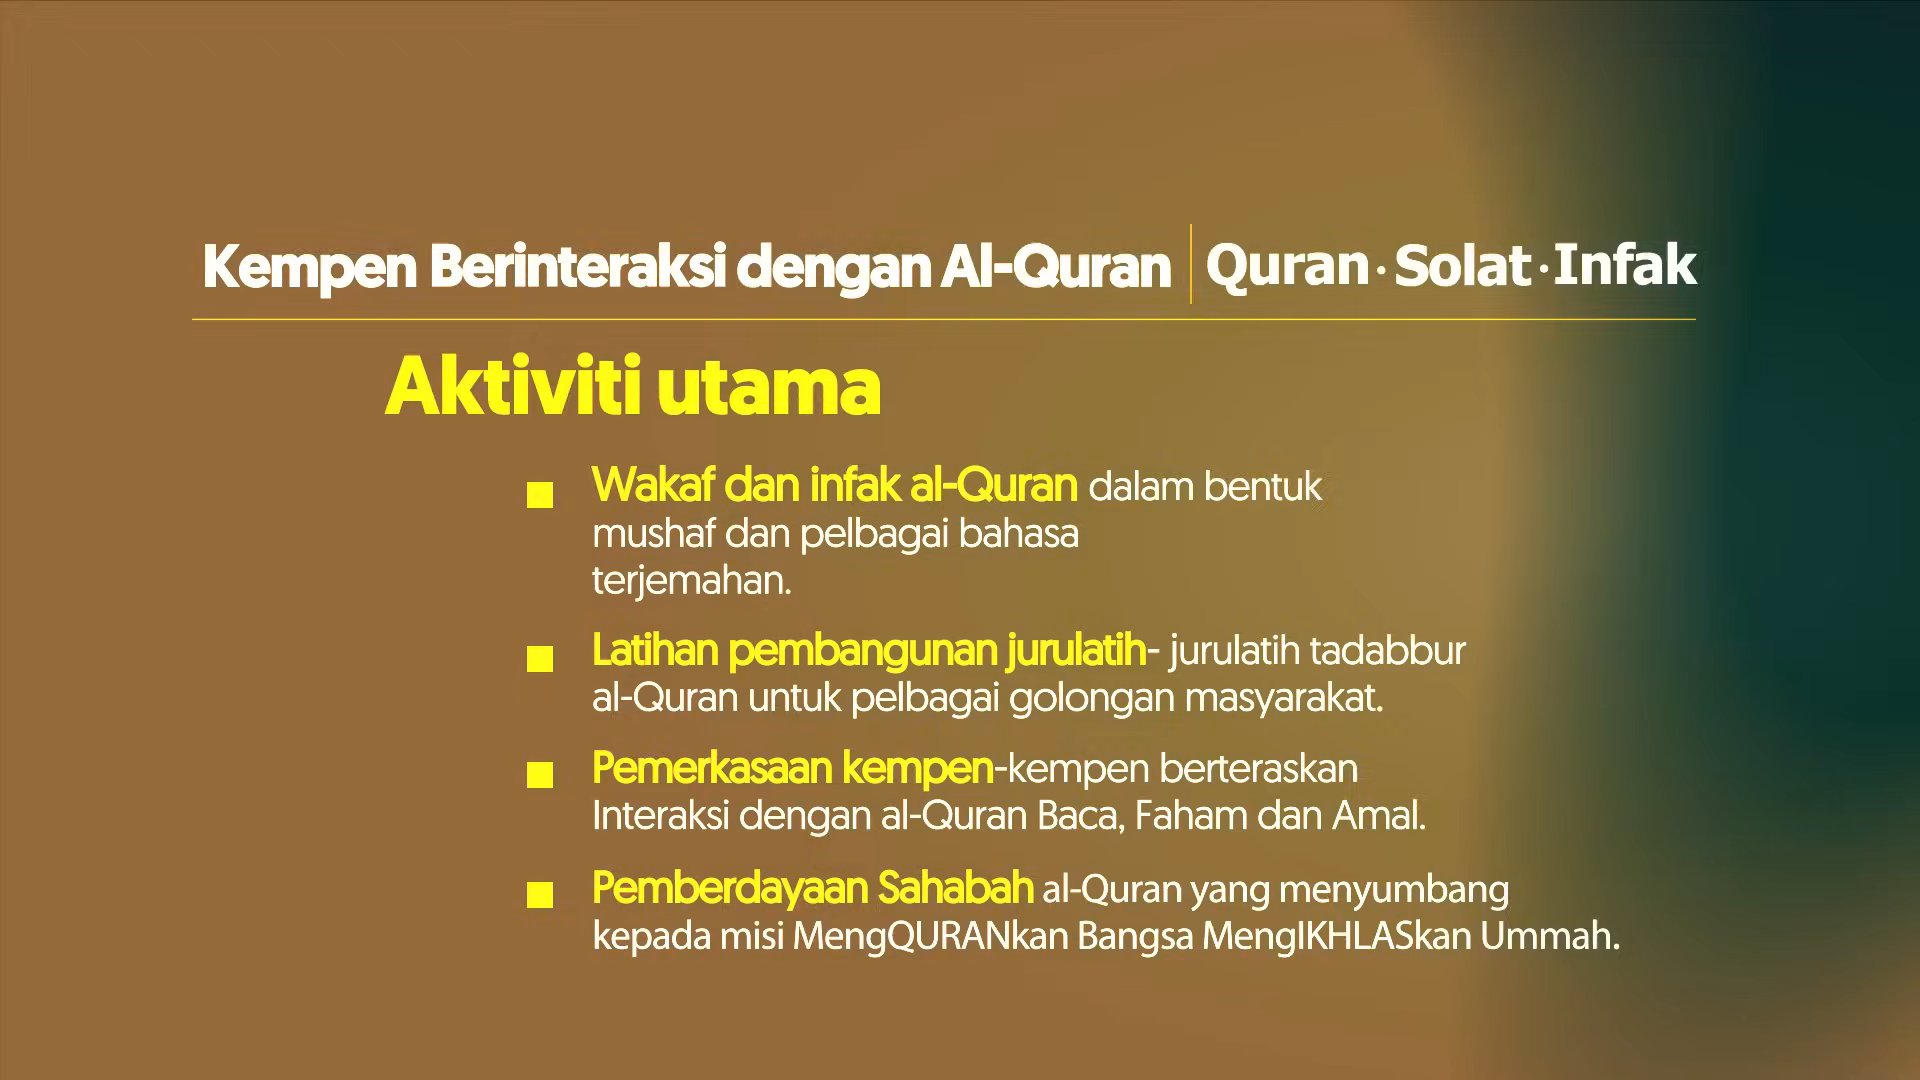 Kempen Berinteraksi dengan Al-Quran | Quran · Solat · Infak
Aktiviti utama
Wakaf dan infak al-Quran dalam bentuk
mushaf dan pelbagai bahasa
terjemahan.
Latihan pembangunan jurulatih- jurulatih tadabbur
al-Quran untuk pelbagai golongan masyarakat.
Pemerkasaan kempen-kempen berteraskan
Interaksi dengan al-Quran Baca, Faham dan Amal.
Pemberdayaan Sahabah al-Quran yang menyumbang
kepada misi MengQURANkan Bangsa MengIKHLASkan Ummah.